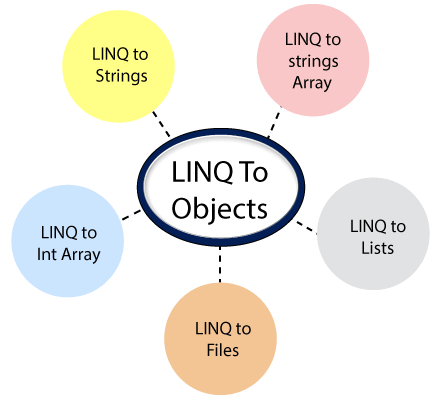 LINQ to
Strings
LINQ to
strings
Array
LINQ To
Objects
LINQ to
Int Array
LINQ to
Lists
LINQ to
Files